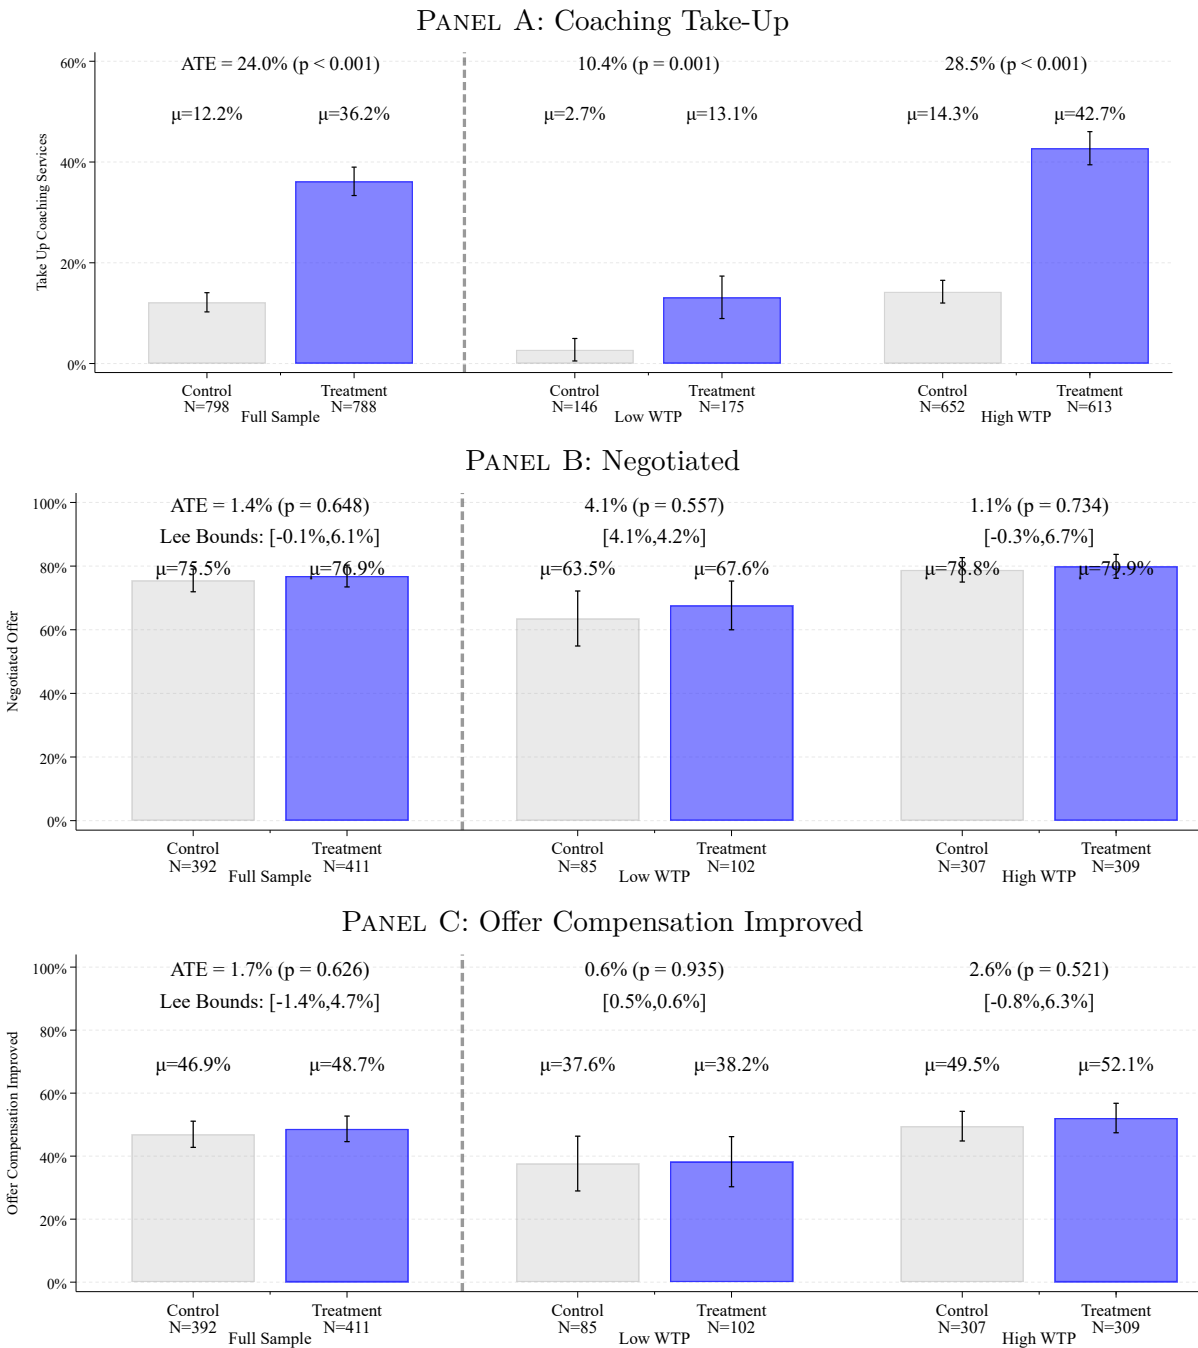 PANEL A: Coaching Take-Up
ATE = 24.0% (p < 0.001)
10.4% (p = 0.001)
28.5% (p < 0.001)
μ=12.2%
μ=36.2%
μ=2.7%
μ=13.1%
μ=14.3%
μ=42.7%
Take Up Coaching Services
60%
40%
20%
0%
Control
N=798
Treatment
N=788
Full Sample
Control
N=146
Treatment
N=175
Low WTP
Control
N=652
Treatment
N=613
High WTP
PANEL B: Negotiated
ATE = 1.4% (p = 0.648)
4.1% (p = 0.557)
1.1% (p = 0.734)
Lee Bounds: [-0.1%,6.1%]
[4.1%,4.2%]
[-0.3%,6.7%]
μ=75.5%
μ=76.9%
μ=63.5%
μ=67.6%
μ=78.8%
μ=79.9%
Negotiated Offer
100%
80%
60%
40%
20%
0%
Control
N=392
Treatment
N=411
Full Sample
Control
N=85
Treatment
N=102
Low WTP
Control
N=307
Treatment
N=309
High WTP
PANEL C: Offer Compensation Improved
ATE = 1.7% (p = 0.626)
0.6% (p = 0.935)
2.6% (p = 0.521)
Lee Bounds: [-1.4%,4.7%]
[0.5%,0.6%]
[-0.8%,6.3%]
μ=46.9%
μ=48.7%
μ=37.6%
μ=38.2%
μ=49.5%
μ=52.1%
Offer Compensation Improved
100%
80%
60%
40%
20%
0%
Control
N=392
Treatment
N=411
Full Sample
Control
N=85
Treatment
N=102
Low WTP
Control
N=307
Treatment
N=309
High WTP